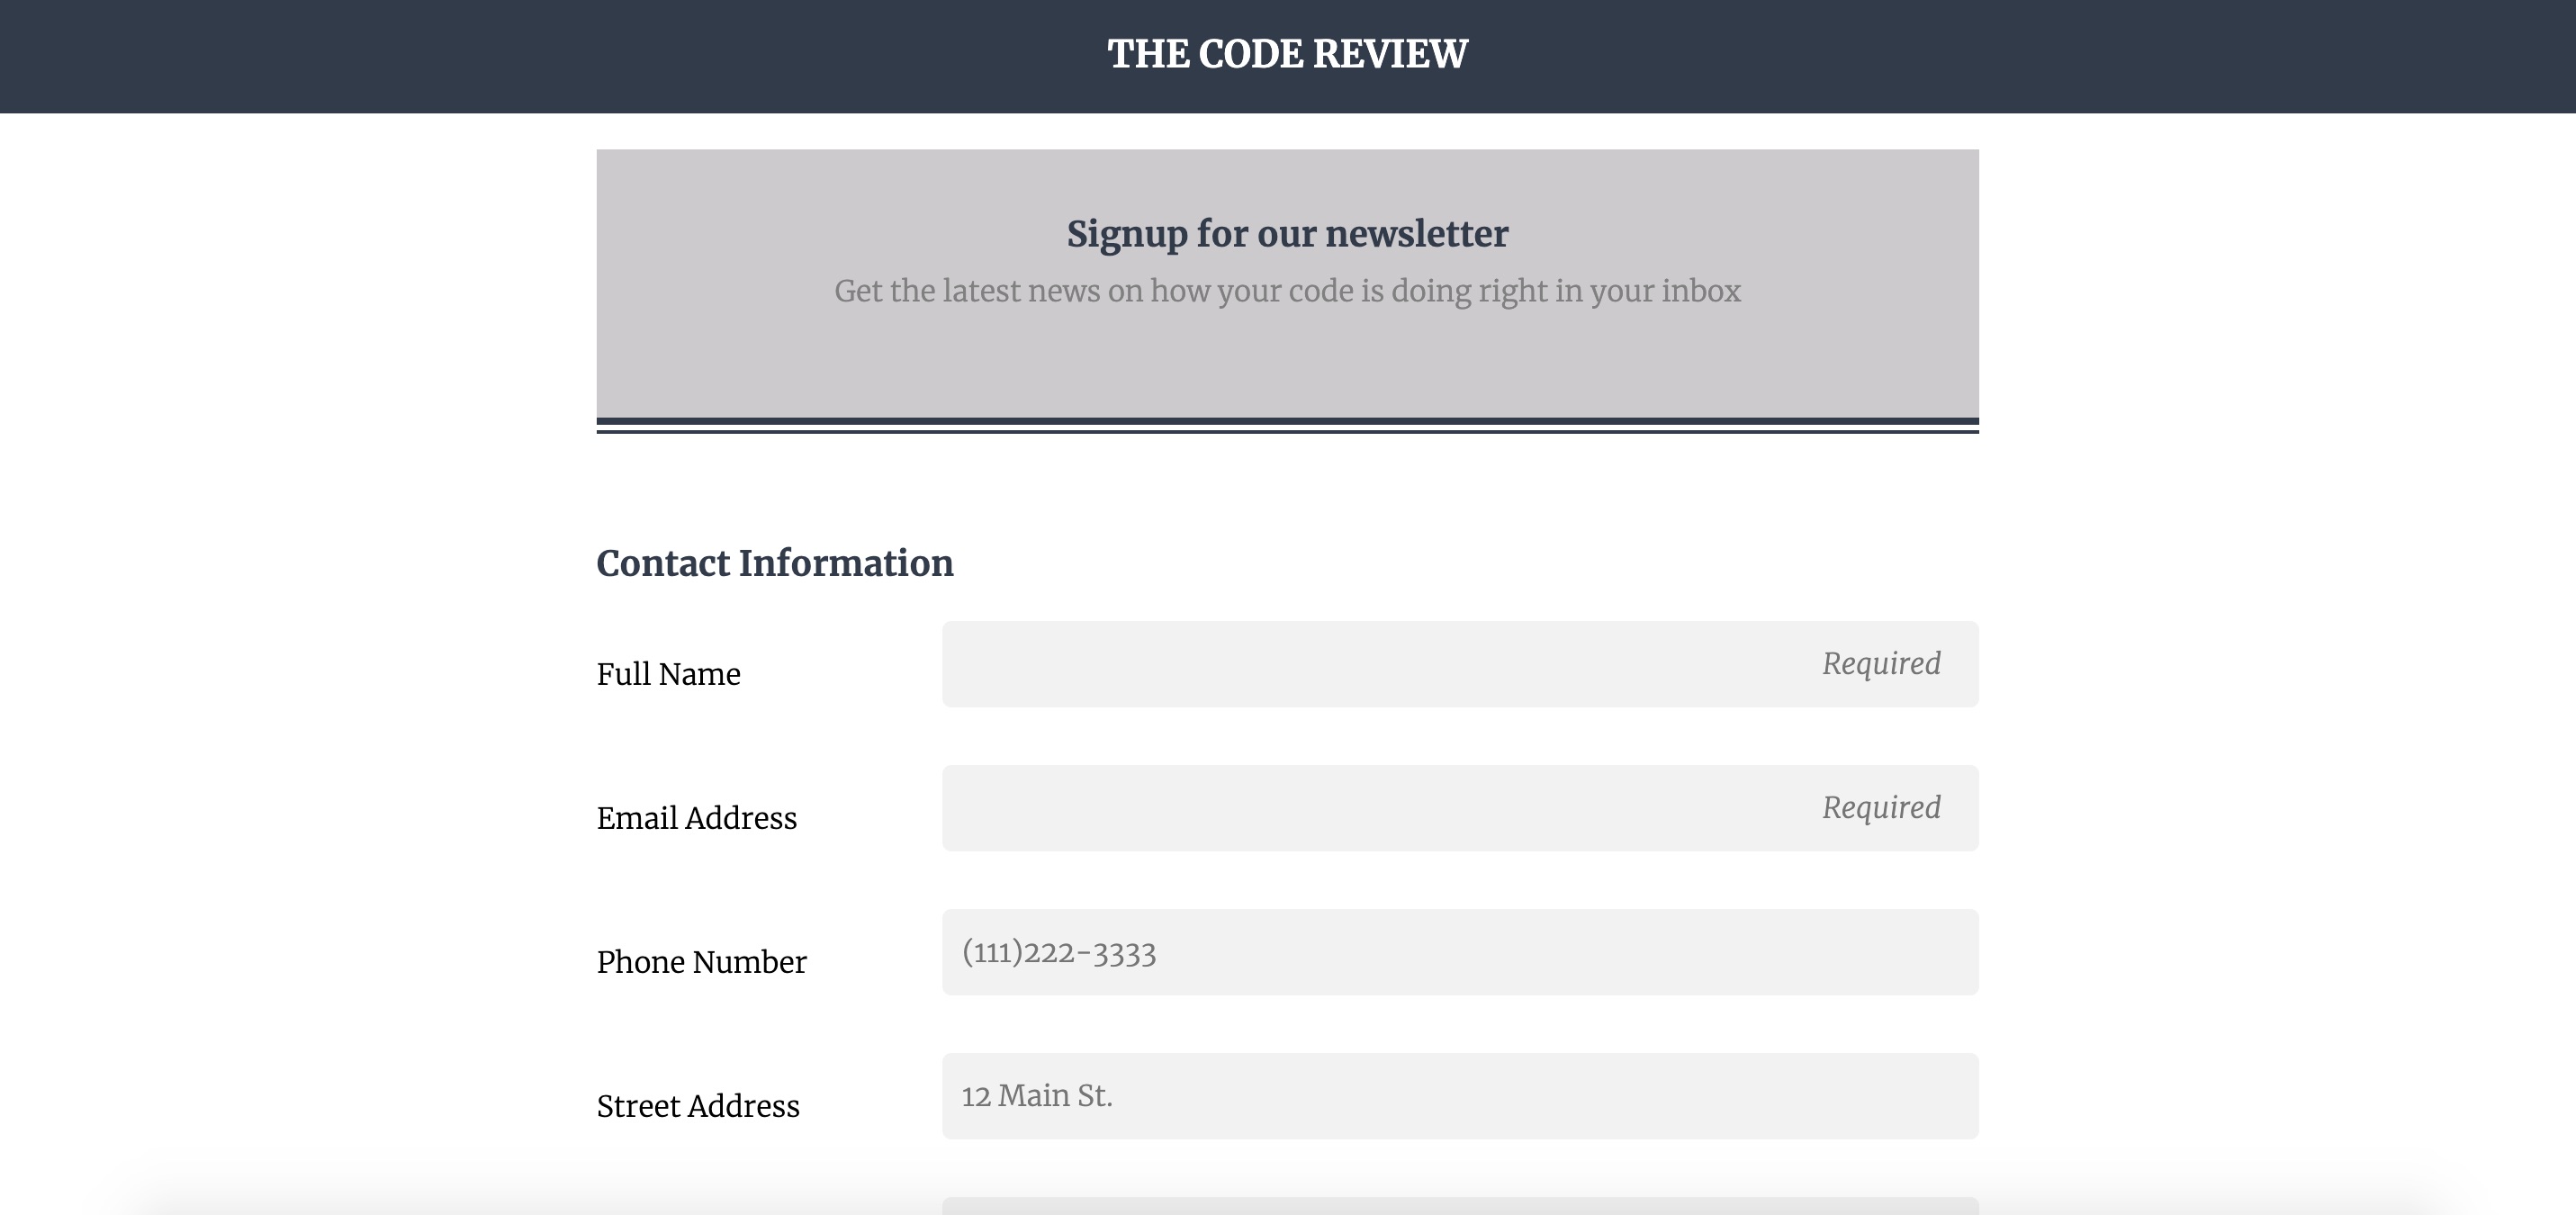 THE CODE REVIEW
Signup for our newsletter
Get the latest news on how your code is doing right in your inbox
Contact Information
Full Name
Required
Email Address
Required
Phone Number
(111)222-3333
Street Address
12 Main St.